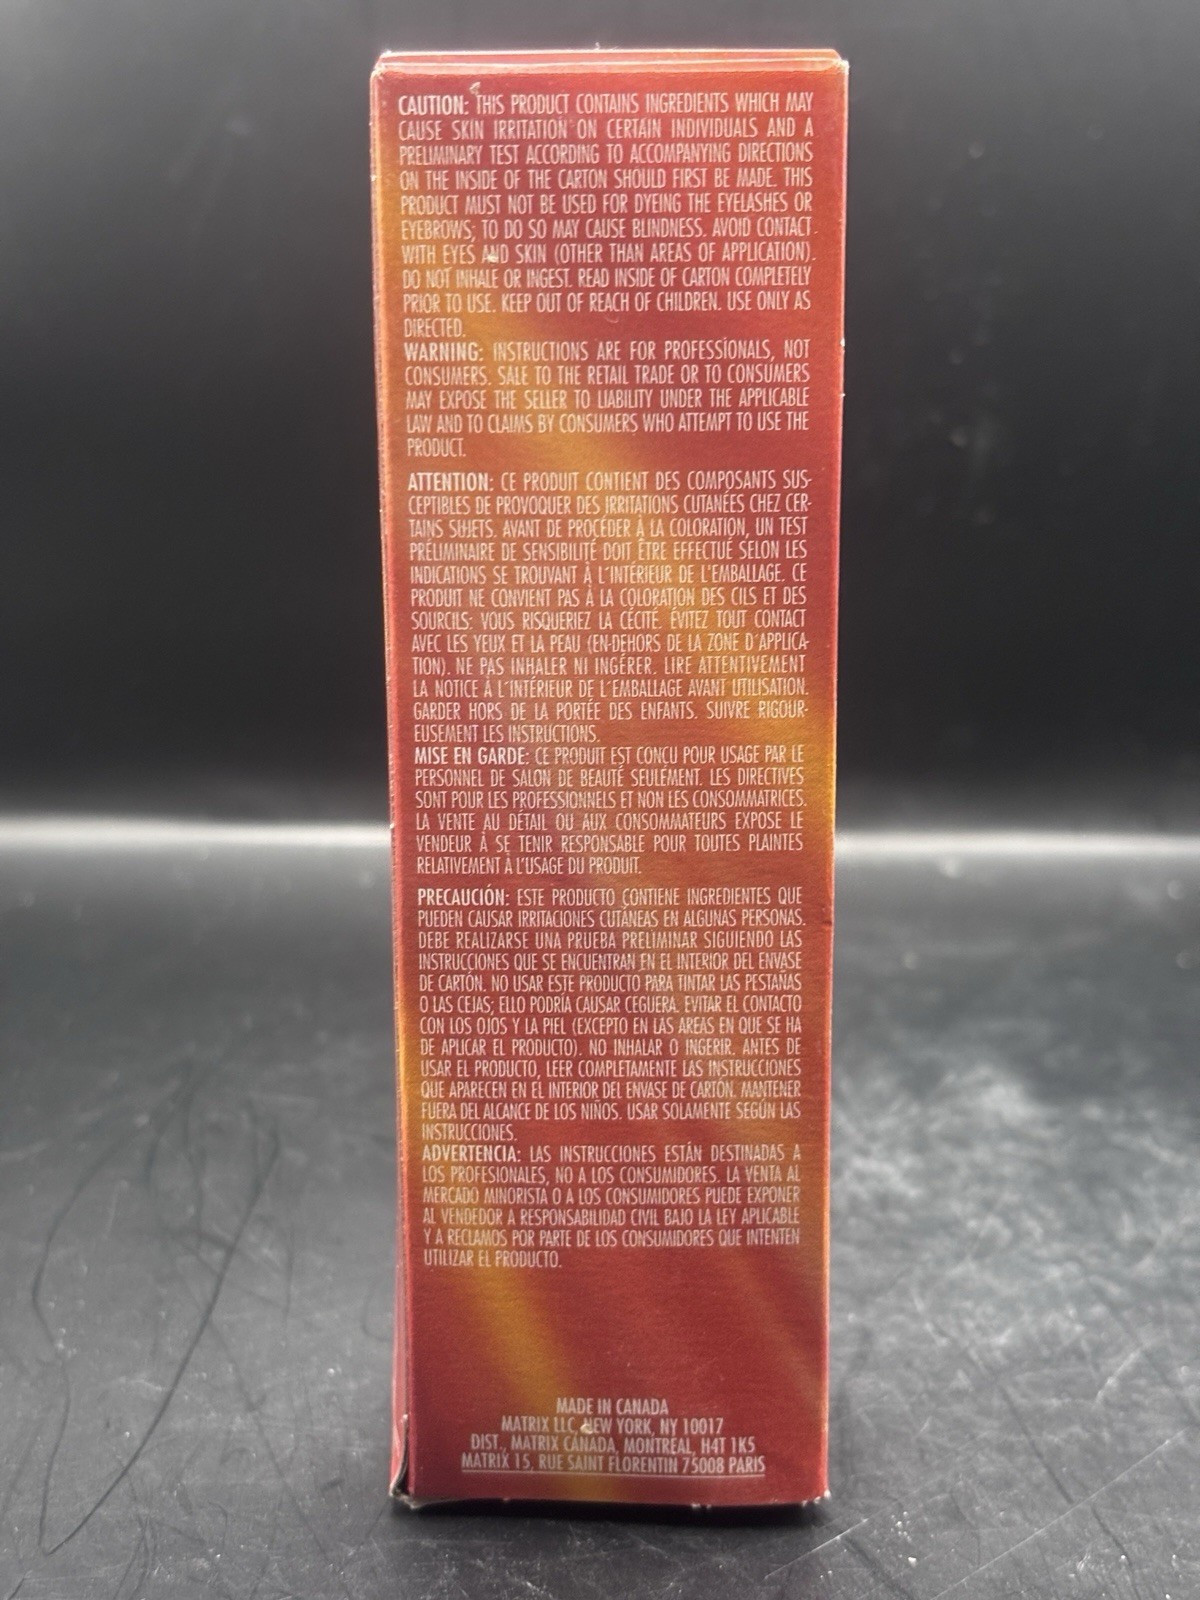 CAUTION: THIS PRODUCT CONTAINS INGREDIENTS WHICH MAY
CAUSE SKIN IRRITATION ON CERTAIN INDIVIDUALS AND A
PRELIMINARY TEST ACCORDING TO ACCOMPANYING DIRECTIONS
ON THE INSIDE OF THE CARTON SHOULD FIRST BE MADE. THIS
PRODUCT MUST NOT BE USED FOR DYEING THE EYELASHES OR
EYEBROWS; TO DO SO MAY CAUSE BLINDNESS. AVOID CONTACT
WITH EYES AND SKIN (OTHER THAN AREAS OF APPLICATION).
DO NOT INHALE OR INGEST. READ INSIDE OF CARTON COMPLETELY
PRIOR TO USE. KEEP OUT OF REACH OF CHILDREN. USE ONLY AS
DIRECTED.
WARNING: INSTRUCTIONS ARE FOR PROFESSIONALS, NOT
CONSUMERS. SALE TO THE RETAIL TRADE OR TO CONSUMERS
MAY EXPOSE THE SELLER TO LIABILITY UNDER THE APPLICABLE
LAW AND TO CLAIMS BY CONSUMERS WHO ATTEMPT TO USE THE
PRODUCT.
ATTENTION: CE PRODUIT CONTIENT DES COMPOSANTS SUS-
CEPTIBLES DE PROVOQUER DES IRRITATIONS CUTANÉES CHEZ CER-
TAINS SUJETS. AVANT DE PROCÉDER À LA COLORATION, UN TEST
PRÉLIMINAIRE DE SENSIBILITÉ DOIT ÊTRE EFFECTUÉ SELON LES
INDICATIONS SE TROUVANT À L'INTÉRIEUR DE L'EMBALLAGE. CE
PRODUIT NE CONVIENT PAS À LA COLORATION DES CILS ET DES
SOURCILS: VOUS RISQUERIEZ LA CÉCITÉ. ÉVITEZ TOUT CONTACT
AVEC LES YEUX ET LA PEAU (EN-DEHORS DE LA ZONE D'APPLICA-
TION). NE PAS INHALER NI INGÉRER. LIRE ATTENTIVEMENT
LA NOTICE À L'INTÉRIEUR DE L'EMBALLAGE AVANT UTILISATION.
GARDER HORS DE LA PORTÉE DES ENFANTS. SUIVRE RIGOUR-
EUSEMENT LES INSTRUCTIONS.
MISE EN GARDE: CE PRODUIT EST CONÇU POUR USAGE PAR LE
PERSONNEL DE SALON DE BEAUTÉ SEULEMENT. LES DIRECTIVES
SONT POUR LES PROFESSIONNELS ET NON LES CONSOMMATRICES.
LA VENTE AU DÉTAIL OU AUX CONSOMMATEURS EXPOSE LE
VENDEUR À SE TENIR RESPONSABLE POUR TOUTES PLAINTES
RELATIVEMENT À L'USAGE DU PRODUIT.
PRECAUCIÓN: ESTE PRODUCTO CONTIENE INGREDIENTES QUE
PUEDEN CAUSAR IRRITACIONES CUTÁNEAS EN ALGUNAS PERSONAS.
DEBE REALIZARSE UNA PRUEBA PRELIMINAR SIGUIENDO LAS
INSTRUCCIONES QUE SE ENCUENTRAN EN EL INTERIOR DEL ENVASE
DE CARTÓN. NO USAR ESTE PRODUCTO PARA TINTAR LAS PESTAÑAS
O LAS CEJAS; ELLO PODRÍA CAUSAR CEGUERA. EVITAR EL CONTACTO
CON LOS OJOS Y LA PIEL (EXCEPTO EN LAS AREAS EN QUE SE HA
DE APLICAR EL PRODUCTO). NO INHALAR O INGERIR. ANTES DE
USAR EL PRODUCTO, LEER COMPLETAMENTE LAS INSTRUCCIONES
QUE APARECEN EN EL INTERIOR DEL ENVASE DE CARTÓN. MANTENER
FUERA DEL ALCANCE DE LOS NIÑOS. USAR SOLAMENTE SEGÚN LAS
INSTRUCCIONES.
ADVERTENCIA: LAS INSTRUCCIONES ESTÁN DESTINADAS A
LOS PROFESIONALES, NO A LOS CONSUMIDORES. LA VENTA AL
MERCADO MINORISTA O A LOS CONSUMIDORES PUEDE EXPONER
AL VENDEDOR A RESPONSABILIDAD CIVIL BAJO LA LEY APLICABLE
Y A RECLAMOS POR PARTE DE LOS CONSUMIDORES QUE INTENTEN
UTILIZAR EL PRODUCTO.
MADE IN CANADA
MATRIX LLC, NEW YORK, NY 10017
DIST., MATRIX CANADA, MONTREAL, H4T 1K5
MATRIX 15, RUE SAINT FLORENTIN 75008 PARIS